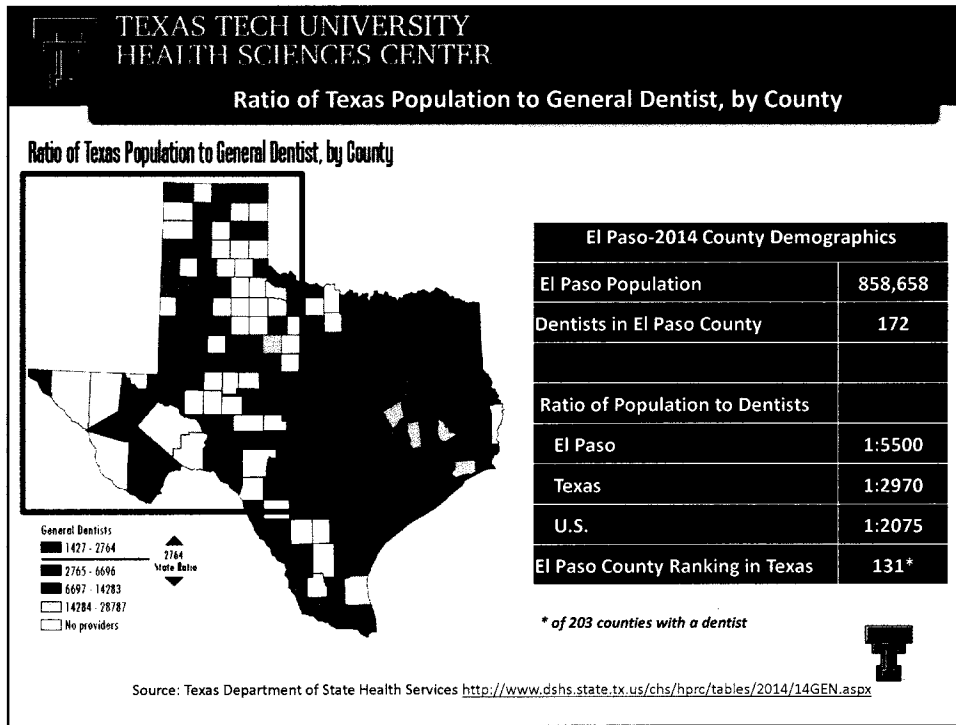 TEXAS TECH UNIVERSITY
HEALTH SCIENCES CENTER
Ratio of Texas Population to General Dentist, by County
Ratio of Texas Population to General Dentist, by County
General Dentists
1427 - 2764
2765 - 6696
6697 - 14283
14284 - 28787
No providers
2764
State Ratio
El Paso-2014 County Demographics
El Paso Population 858,658
Dentists in El Paso County 172
Ratio of Population to Dentists
El Paso 1:5500
Texas 1:2970
U.S. 1:2075
El Paso County Ranking in Texas 131*
* of 203 counties with a dentist
Source: Texas Department of State Health Services http://www.dshs.state.tx.us/chs/hprc/tables/2014/14GEN.aspx